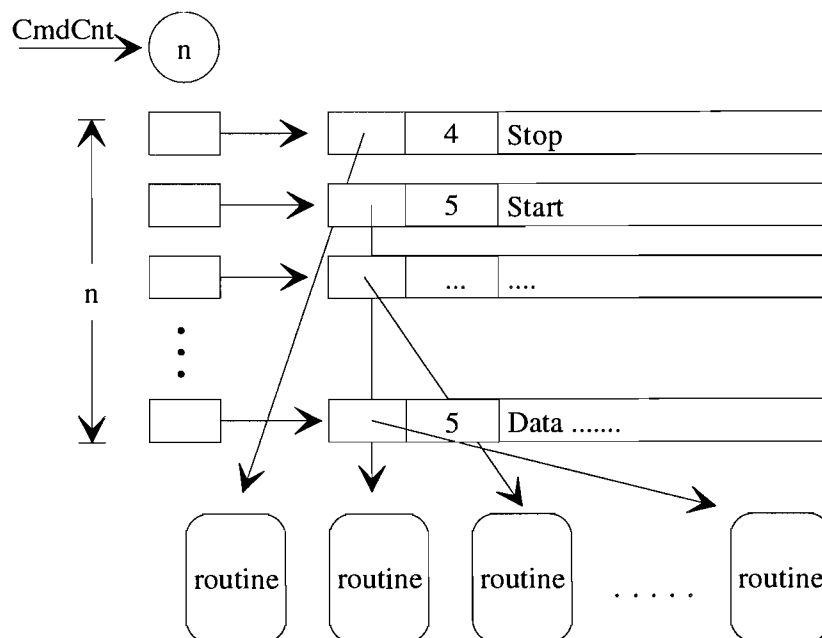 CmdCnt
n
4 Stop
5 Start
n
... ....
5 Data .......
routine routine routine ..... routine